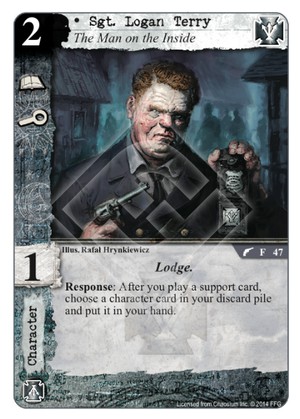 2
• Sgt. Logan Terry
The Man on the Inside
Illus. Rafał Hrynkiewicz
F 47
1
Lodge.
Response: After you play a support card,
choose a character card in your discard pile
and put it in your hand.
Character
Licensed from Chaosium Inc. © 2014 FFG